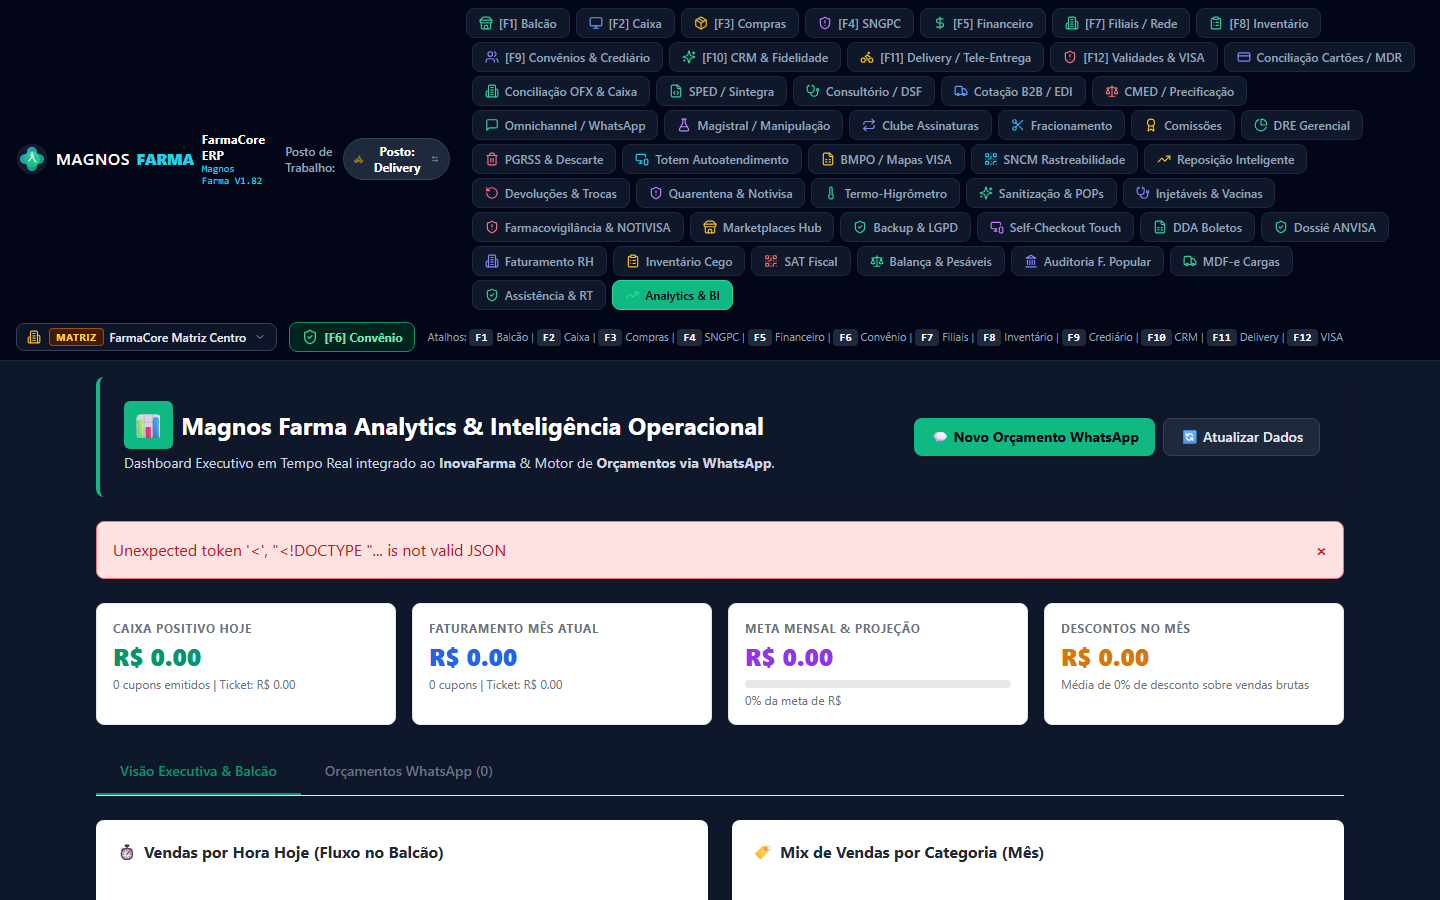 [F1] Balcão [F2] Caixa [F3] Compras [F4] SNGPC [F5] Financeiro [F7] Filiais / Rede [F8] Inventário
[F9] Convênios & Crediário [F10] CRM & Fidelidade [F11] Delivery / Tele-Entrega [F12] Validades & VISA Conciliação Cartões / MDR
Conciliação OFX & Caixa SPED / Sintegra Consultório / DSF Cotação B2B / EDI CMED / Precificação
Omnichannel / WhatsApp Magistral / Manipulação Clube Assinaturas Fracionamento Comissões DRE Gerencial
MAGNOS FARMA
FarmaCore ERP
Magnos Farma V1.82
Posto de Trabalho:
Posto: Delivery
PGRSS & Descarte Totem Autoatendimento BMPO / Mapas VISA SNCM Rastreabilidade Reposição Inteligente
Devoluções & Trocas Quarentena & Notivisa Termo-Higrômetro Sanitização & POPs Injetáveis & Vacinas
Farmacovigilância & NOTIVISA Marketplaces Hub Backup & LGPD Self-Checkout Touch DDA Boletos Dossiê ANVISA
Faturamento RH Inventário Cego SAT Fiscal Balança & Pesáveis Auditoria F. Popular MDF-e Cargas
Assistência & RT Analytics & BI
MATRIZ FarmaCore Matriz Centro [F6] Convênio Atalhos: F1 Balcão | F2 Caixa | F3 Compras | F4 SNGPC | F5 Financeiro | F6 Convênio | F7 Filiais | F8 Inventário | F9 Crediário | F10 CRM | F11 Delivery | F12 VISA
Magnos Farma Analytics & Inteligência Operacional
Dashboard Executivo em Tempo Real integrado ao InovaFarma & Motor de Orçamentos via WhatsApp.
Novo Orçamento WhatsApp Atualizar Dados
Unexpected token '<', "<!DOCTYPE "... is not valid JSON ×
CAIXA POSITIVO HOJE
R$ 0.00
0 cupons emitidos | Ticket: R$ 0.00
FATURAMENTO MÊS ATUAL
R$ 0.00
0 cupons | Ticket: R$ 0.00
META MENSAL & PROJEÇÃO
R$ 0.00
0% da meta de R$
DESCONTOS NO MÊS
R$ 0.00
Média de 0% de desconto sobre vendas brutas
Visão Executiva & Balcão Orçamentos WhatsApp (0)
Vendas por Hora Hoje (Fluxo no Balcão)
Mix de Vendas por Categoria (Mês)